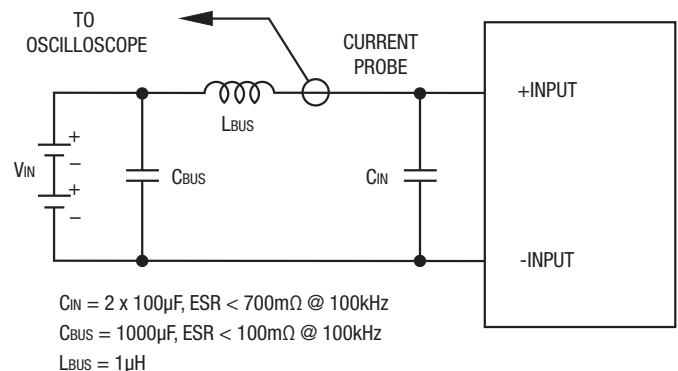 TO
OSCILLOSCOPE
CURRENT
PROBE
+INPUT
LBUS
+
VIN
–
+
–
CBUS
CIN
-INPUT
CIN = 2 x 100µF, ESR < 700mΩ @ 100kHz
CBUS = 1000µF, ESR < 100mΩ @ 100kHz
LBUS = 1µH